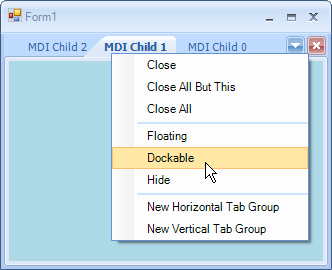 Form1
MDI Child 2 MDI Child 1 MDI Child 0
Close
Close All But This
Close All
Floating
Dockable
Hide
New Horizontal Tab Group
New Vertical Tab Group